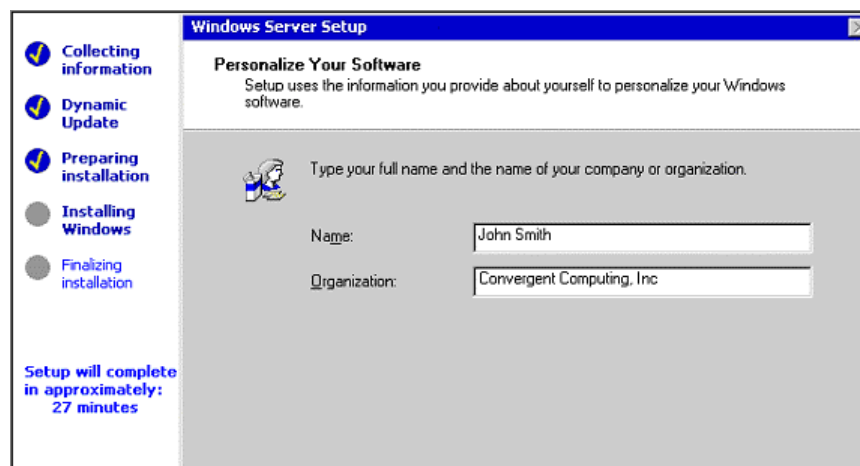 Windows Server Setup
Collecting
information
Dynamic
Update
Preparing
installation
Installing
Windows
Finalizing
installation
Setup will complete
in approximately:
27 minutes
Personalize Your Software
Setup uses the information you provide about yourself to personalize your Windows
software.
Type your full name and the name of your company or organization.
Name:
John Smith
Organization:
Convergent Computing, Inc